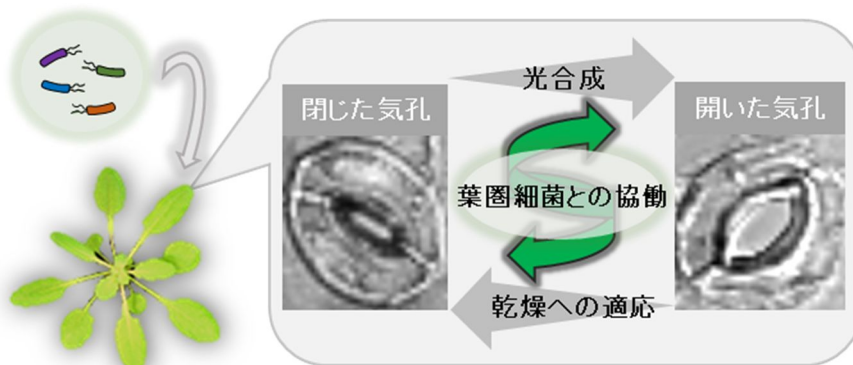 光合成
閉じた気孔
開いた気孔
葉圏細菌との協働
乾燥への適応